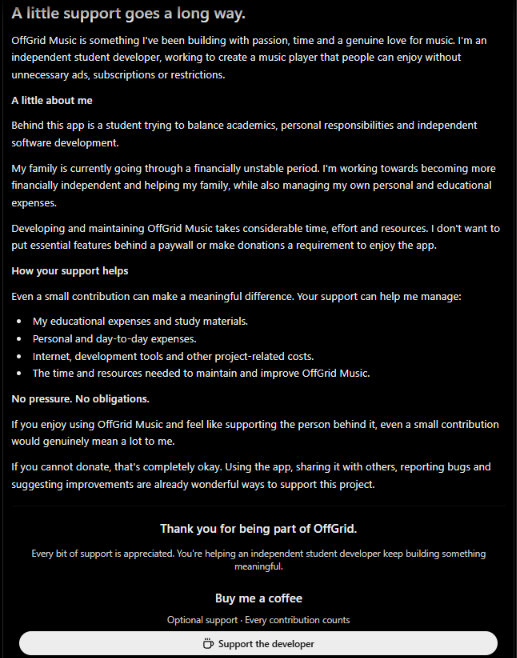 A little support goes a long way.
OffGrid Music is something I've been building with passion, time and a genuine love for music. I'm an
independent student developer, working to create a music player that people can enjoy without
unnecessary ads, subscriptions or restrictions.
A little about me
Behind this app is a student trying to balance academics, personal responsibilities and independent
software development.
My family is currently going through a financially unstable period. I'm working towards becoming more
financially independent and helping my family, while also managing my own personal and educational
expenses.
Developing and maintaining OffGrid Music takes considerable time, effort and resources. I don't want to
put essential features behind a paywall or make donations a requirement to enjoy the app.
How your support helps
Even a small contribution can make a meaningful difference. Your support can help me manage:
• My educational expenses and study materials.
• Personal and day-to-day expenses.
• Internet, development tools and other project-related costs.
• The time and resources needed to maintain and improve OffGrid Music.
No pressure. No obligations.
If you enjoy using OffGrid Music and feel like supporting the person behind it, even a small contribution
would genuinely mean a lot to me.
If you cannot donate, that's completely okay. Using the app, sharing it with others, reporting bugs and
suggesting improvements are already wonderful ways to support this project.
Thank you for being part of OffGrid.
Every bit of support is appreciated. You're helping an independent student developer keep building something
meaningful.
Buy me a coffee
Optional support · Every contribution counts
Support the developer